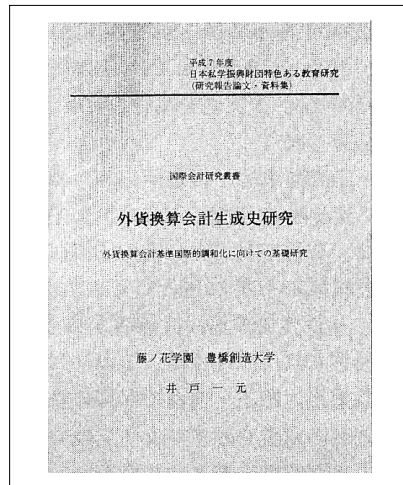 平成7年度
日本私学振興財団特色ある教育研究
(研究報告論文・資料集)
国際会計研究叢書
外貨換算会計生成史研究
外貨換算会計基準国際的調和化に向けての基礎研究
藤ノ花学園 豊橋創造大学
井戸一元